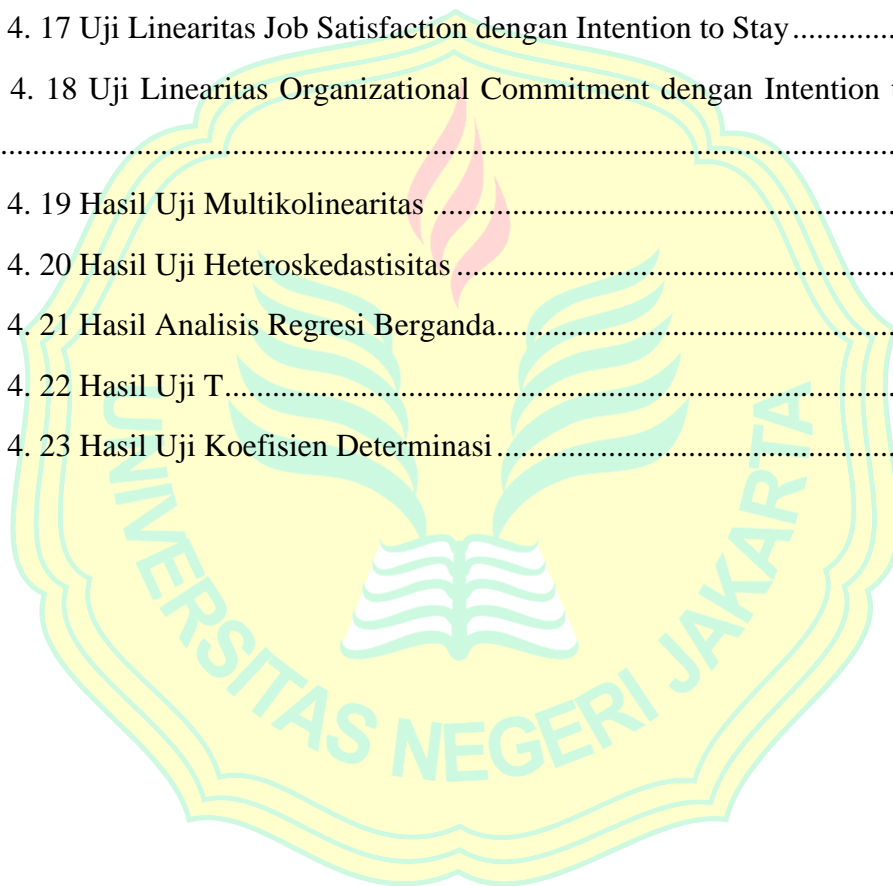 4. 17 Uji Linearitas Job Satisfaction dengan Intention to Stay..............
4. 18 Uji Linearitas Organizational Commitment dengan Intention
................................................................................................................
4. 19 Hasil Uji Multikolinearitas ..........................................................
4. 20 Hasil Uji Heteroskedastisitas.......................................................
4. 21 Hasil Analisis Regresi Berganda..................................................
4. 22 Hasil Uji T....................................................................................
4. 23 Hasil Uji Koefisien Determinasi..................................................
UNIVERSITAS NEGERI JAKARTA